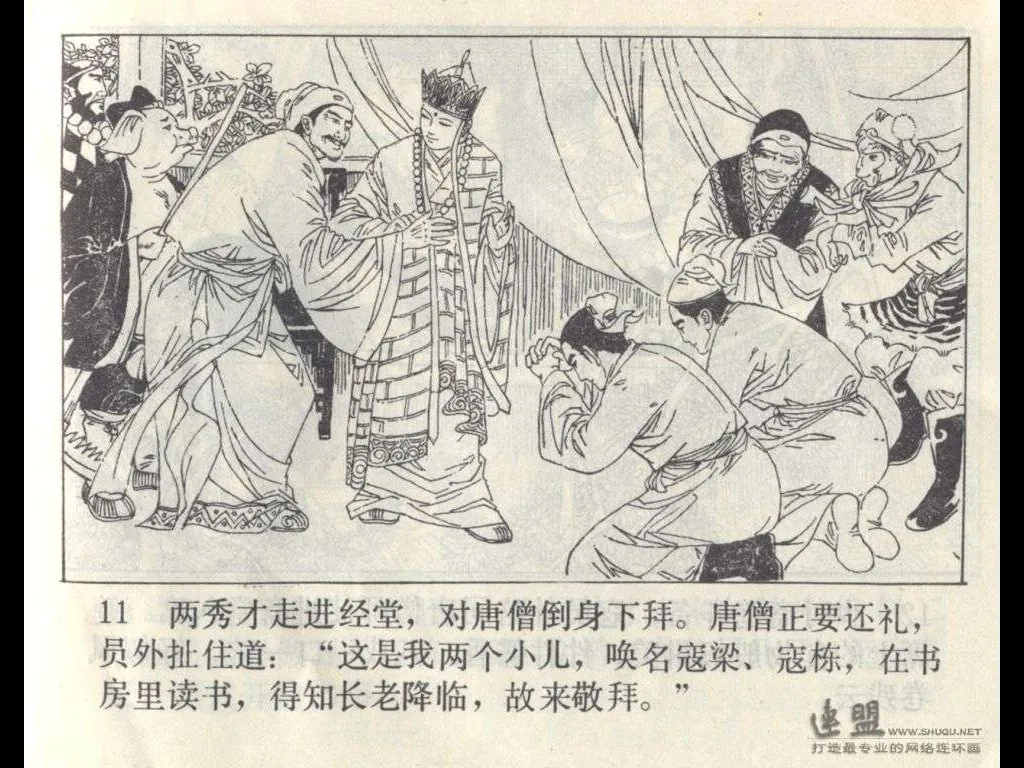 11 两秀才走进经堂，对唐僧倒身下拜。唐僧正要还礼，
员外扯住道：“这是我两个小儿，唤名寇梁、寇栋，在书
房里读书，得知长老降临，故来敬拜。”
连盟 WWW.SHUQU.NET
打造最专业的网络连环画